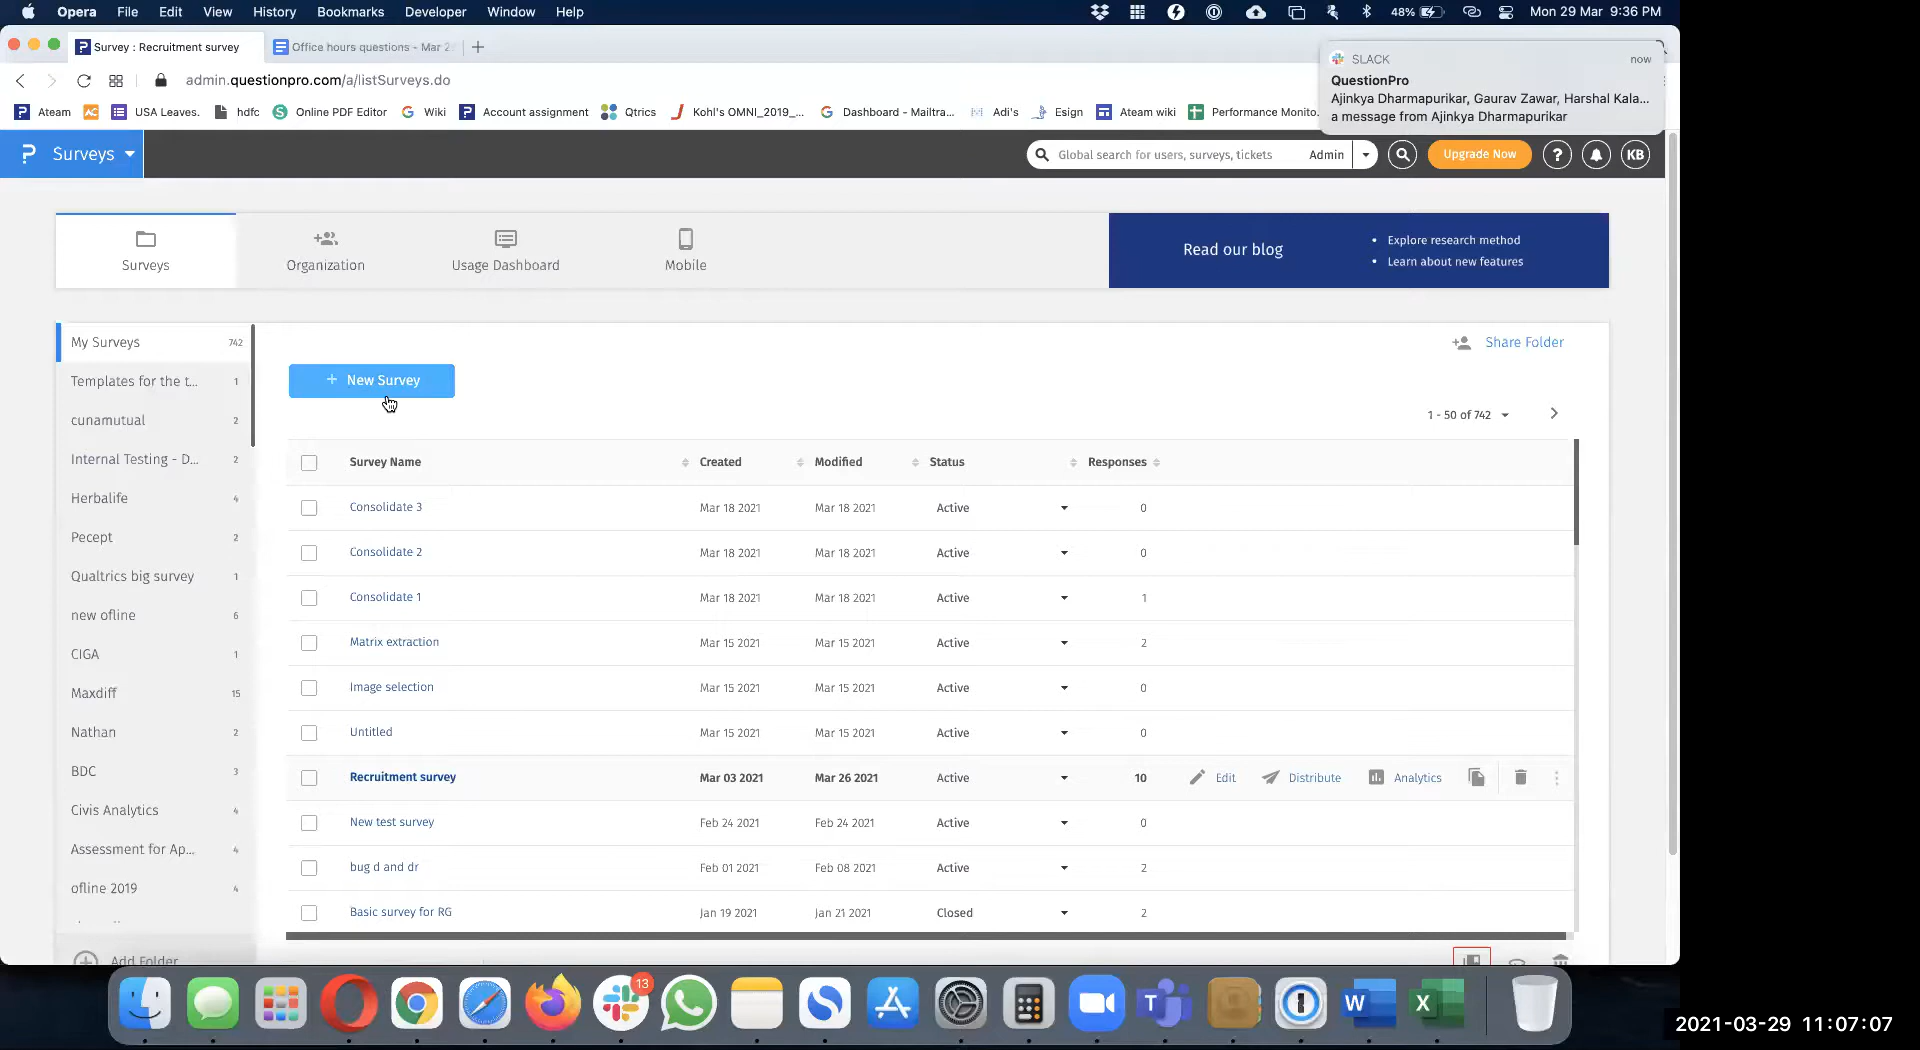 Opera File Edit View History Bookmarks Developer Window Help
48% Mon 29 Mar 9:36 PM
Survey : Recruitment survey
Office hours questions - Mar 2
admin.questionpro.com/a/listSurveys.do
SLACK now
QuestionPro
Ajinkya Dharmapurikar, Gaurav Zawar, Harshal Kala...
a message from Ajinkya Dharmapurikar
Ateam USA Leaves. hdfc Online PDF Editor Wiki Account assignment Qtrics Kohl's OMNI_2019_... Dashboard - Mailtra... Adi's Esign Ateam wiki Performance Monito
P Surveys
Global search for users, surveys, tickets Admin
Upgrade Now ? KB
Surveys
Organization
Usage Dashboard
Mobile
Read our blog
• Explore research method
• Learn about new features
My Surveys 742
Templates for the t... 1
cunamutual 2
Internal Testing - D... 2
Herbalife 4
Pecept 2
Qualtrics big survey 1
new ofline 6
CIGA 1
Maxdiff 15
Nathan 2
BDC 3
Civis Analytics 4
Assessment for Ap... 4
ofline 2019 4
Add Folder
Share Folder
+ New Survey
1 - 50 of 742
Survey Name Created Modified Status Responses
Consolidate 3 Mar 18 2021 Mar 18 2021 Active 0
Consolidate 2 Mar 18 2021 Mar 18 2021 Active 0
Consolidate 1 Mar 18 2021 Mar 18 2021 Active 1
Matrix extraction Mar 15 2021 Mar 15 2021 Active 2
Image selection Mar 15 2021 Mar 15 2021 Active 0
Untitled Mar 15 2021 Mar 15 2021 Active 0
Recruitment survey Mar 03 2021 Mar 26 2021 Active 10 Edit Distribute Analytics
New test survey Feb 24 2021 Feb 24 2021 Active 0
bug d and dr Feb 01 2021 Feb 08 2021 Active 2
Basic survey for RG Jan 19 2021 Jan 21 2021 Closed 2
13
2021-03-29 11:07:07